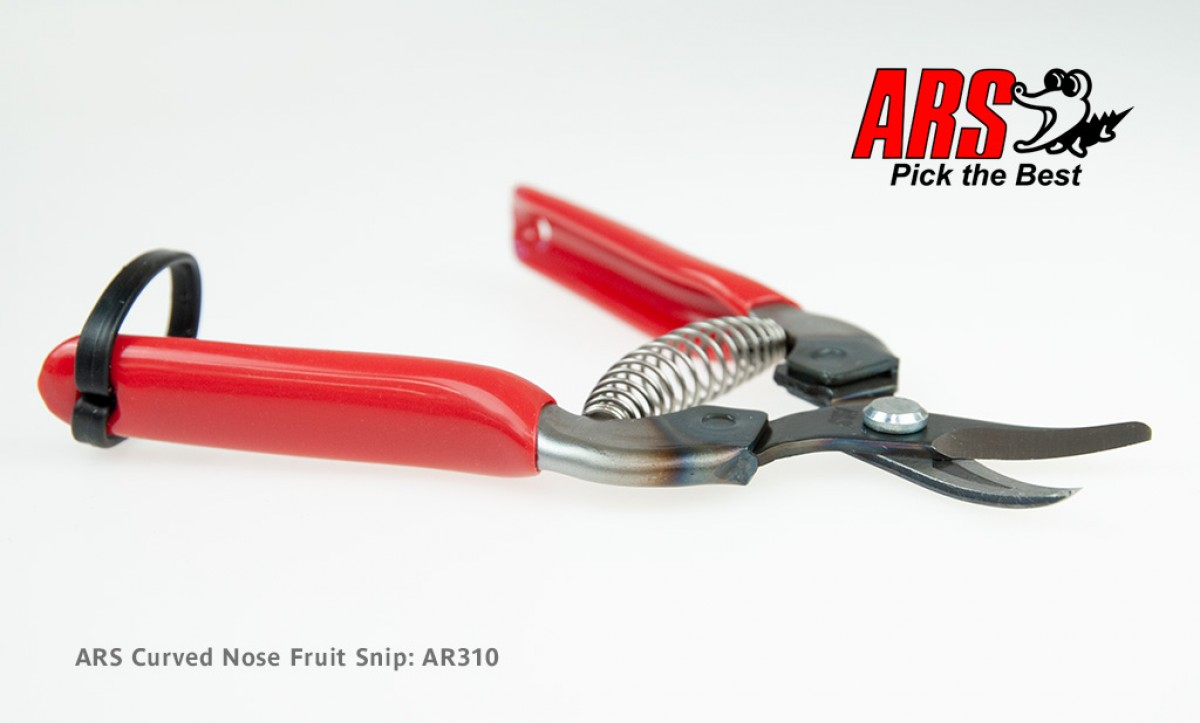 ARS
Pick the Best
ARS Curved Nose Fruit Snip: AR310